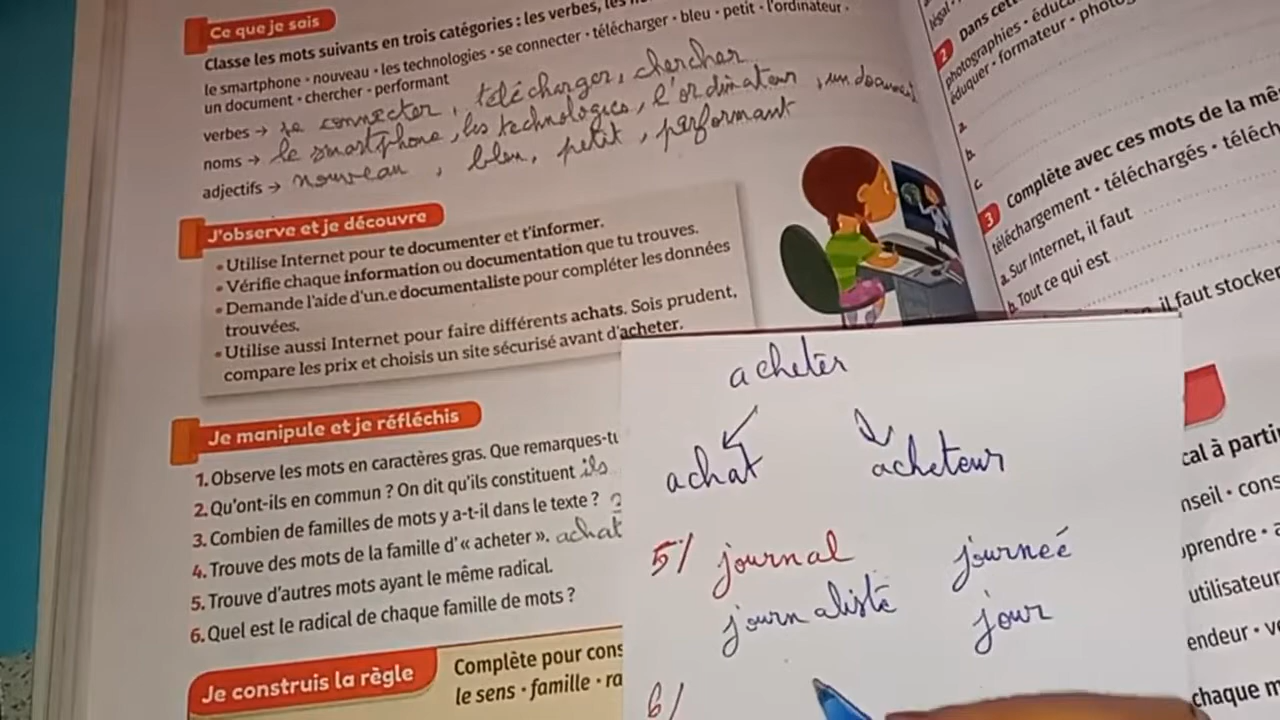 Ce que je sais
Classe les mots suivants en trois catégories : les verbes, les
le smartphone • nouveau • les technologies • se connecter • télécharger • bleu • petit • l'ordinateur •
un document • chercher • performant
verbes → se connecter, télécharger, chercher
noms → le smartphone, les technologies, l'ordinateur, un document
adjectifs → nouveau, bleu, petit, performant
J'observe et je découvre
• Utilise Internet pour te documenter et t'informer.
• Vérifie chaque information ou documentation que tu trouves.
• Demande l'aide d'un.e documentaliste pour compléter les données
trouvées.
• Utilise aussi Internet pour faire différents achats. Sois prudent,
compare les prix et choisis un site sécurisé avant d'acheter.
Je manipule et je réfléchis
1. Observe les mots en caractères gras. Que remarques-tu
2. Qu'ont-ils en commun ? On dit qu'ils constituent ils
3. Combien de familles de mots y a-t-il dans le texte ?
4. Trouve des mots de la famille d'« acheter ». achat
5. Trouve d'autres mots ayant le même radical.
6. Quel est le radical de chaque famille de mots ?
Je construis la règle
Complète pour cons
le sens • famille • ra
acheter
achat acheteur
5/ journal journeé
journaliste jour
6/
2 Dans cet
photographies • éduc
éduquer • formateur • photog
a.
b.
c.
3 Complète avec ces mots de la mê
téléchargement • téléchargés • téléch
a. Sur Internet, il faut
b. Tout ce qui est
il faut stocker
cal à parti
nseil • cons
prendre • a
utilisateur
endeur • ve
chaque m